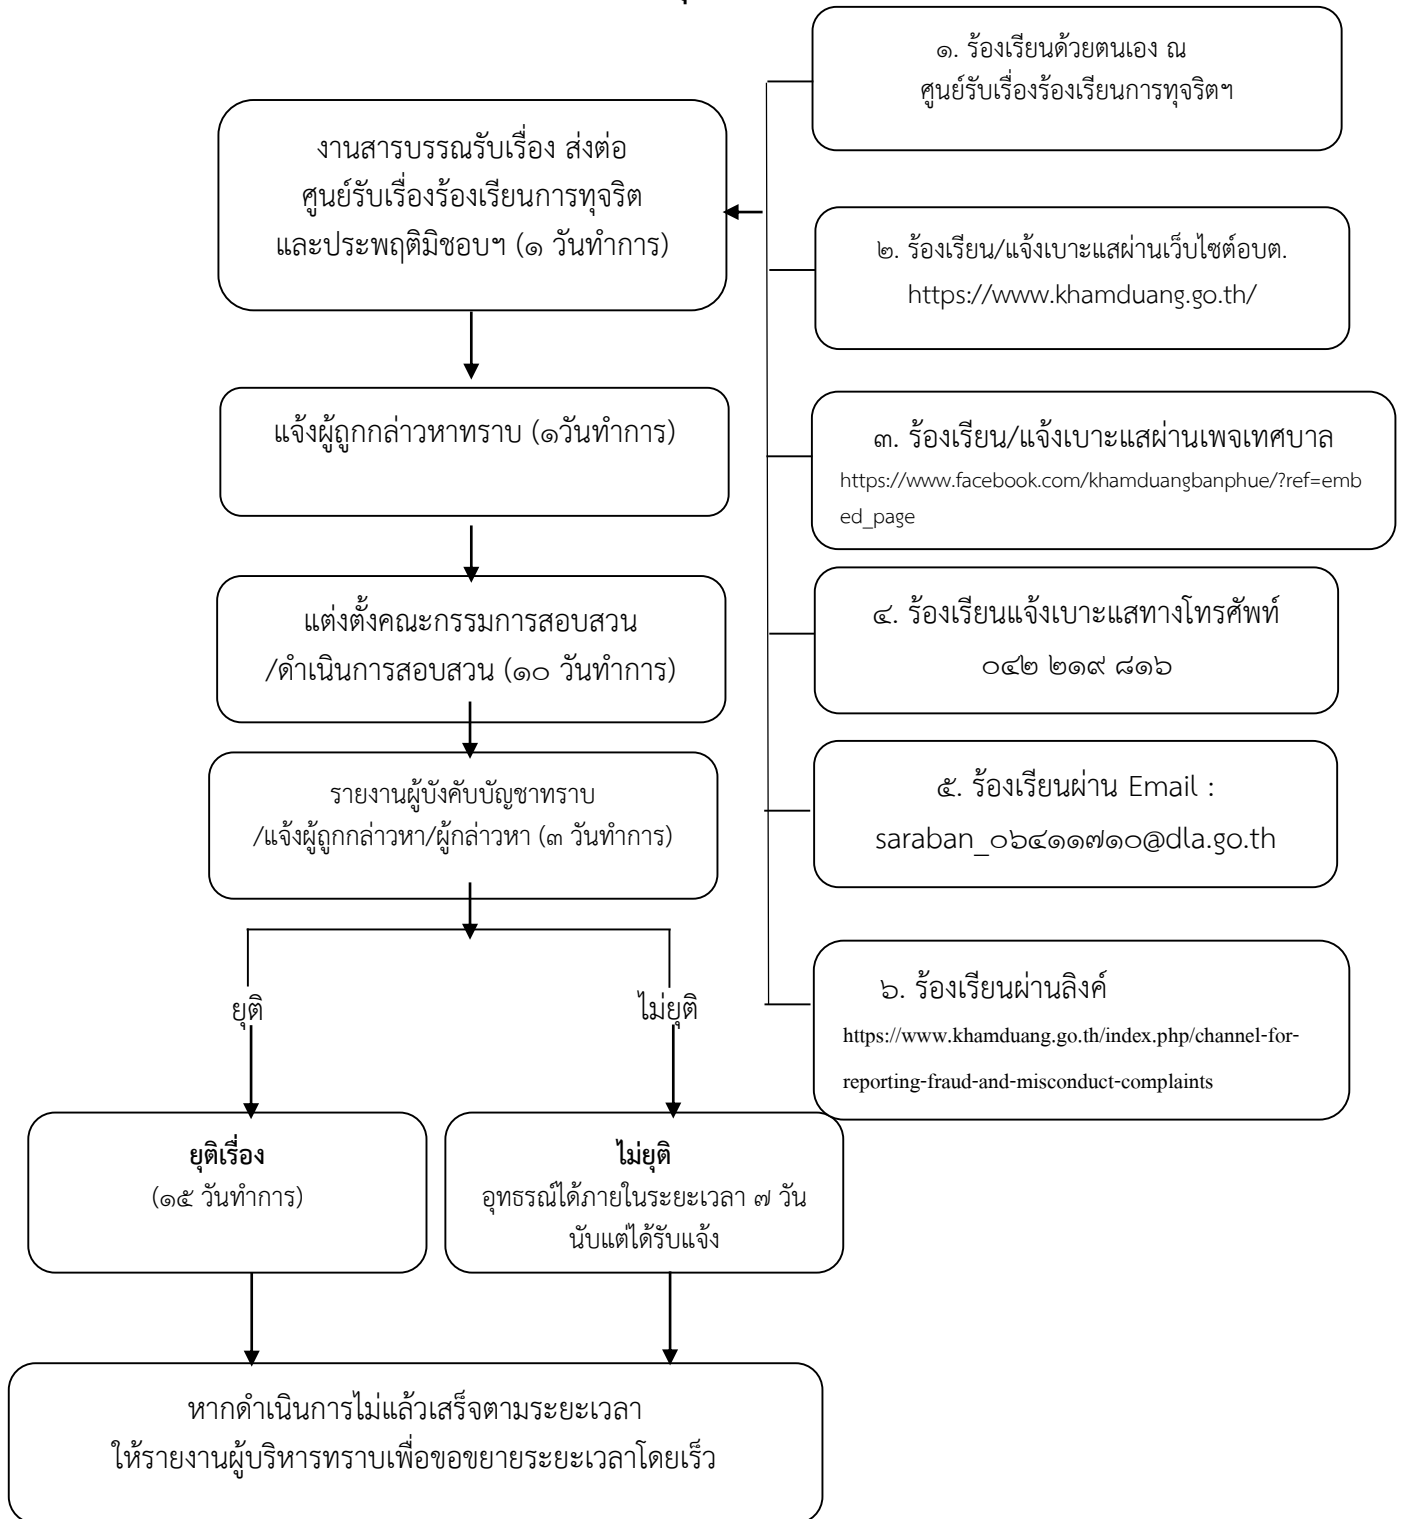 ๑. ร้องเรียนด้วยตนเอง ณ
ศูนย์รับเรื่องร้องเรียนการทุจริตฯ
งานสารบรรณรับเรื่อง ส่งต่อ
ศูนย์รับเรื่องร้องเรียนการทุจริต
และประพฤติมิชอบฯ (๑ วันทำการ)
๒. ร้องเรียน/แจ้งเบาะแสผ่านเว็บไซต์อบต.
https://www.khamduang.go.th/
แจ้งผู้ถูกกล่าวหาทราบ (๑วันทำการ)
๓. ร้องเรียน/แจ้งเบาะแสผ่านเพจเทศบาล
https://www.facebook.com/khamduangbanphue/?ref=emb
ed_page
แต่งตั้งคณะกรรมการสอบสวน
/ดำเนินการสอบสวน (๑๐ วันทำการ)
๔. ร้องเรียนแจ้งเบาะแสทางโทรศัพท์
๐๔๒ ๒๑๙ ๘๑๖
รายงานผู้บังคับบัญชาทราบ
/แจ้งผู้ถูกกล่าวหา/ผู้กล่าวหา (๓ วันทำการ)
๕. ร้องเรียนผ่าน Email :
saraban_๐๖๔๑๑๗๑๐@dla.go.th
ยุติ
ไม่ยุติ
๖. ร้องเรียนผ่านลิงค์
https://www.khamduang.go.th/index.php/channel-for-
reporting-fraud-and-misconduct-complaints
ยุติเรื่อง
(๑๕ วันทำการ)
ไม่ยุติ
อุทธรณ์ได้ภายในระยะเวลา ๗ วัน
นับแต่ได้รับแจ้ง
หากดำเนินการไม่แล้วเสร็จตามระยะเวลา
ให้รายงานผู้บริหารทราบเพื่อขอขยายระยะเวลาโดยเร็ว